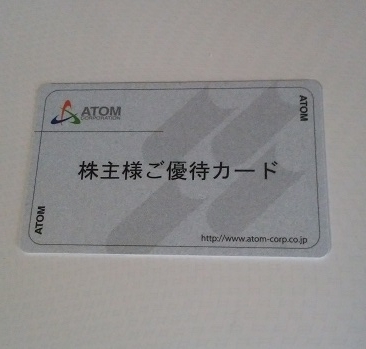 ATOM
CORPORATION
ATOM
株主様ご優待カード
ATOM
http://www.atom-corp.co.jp